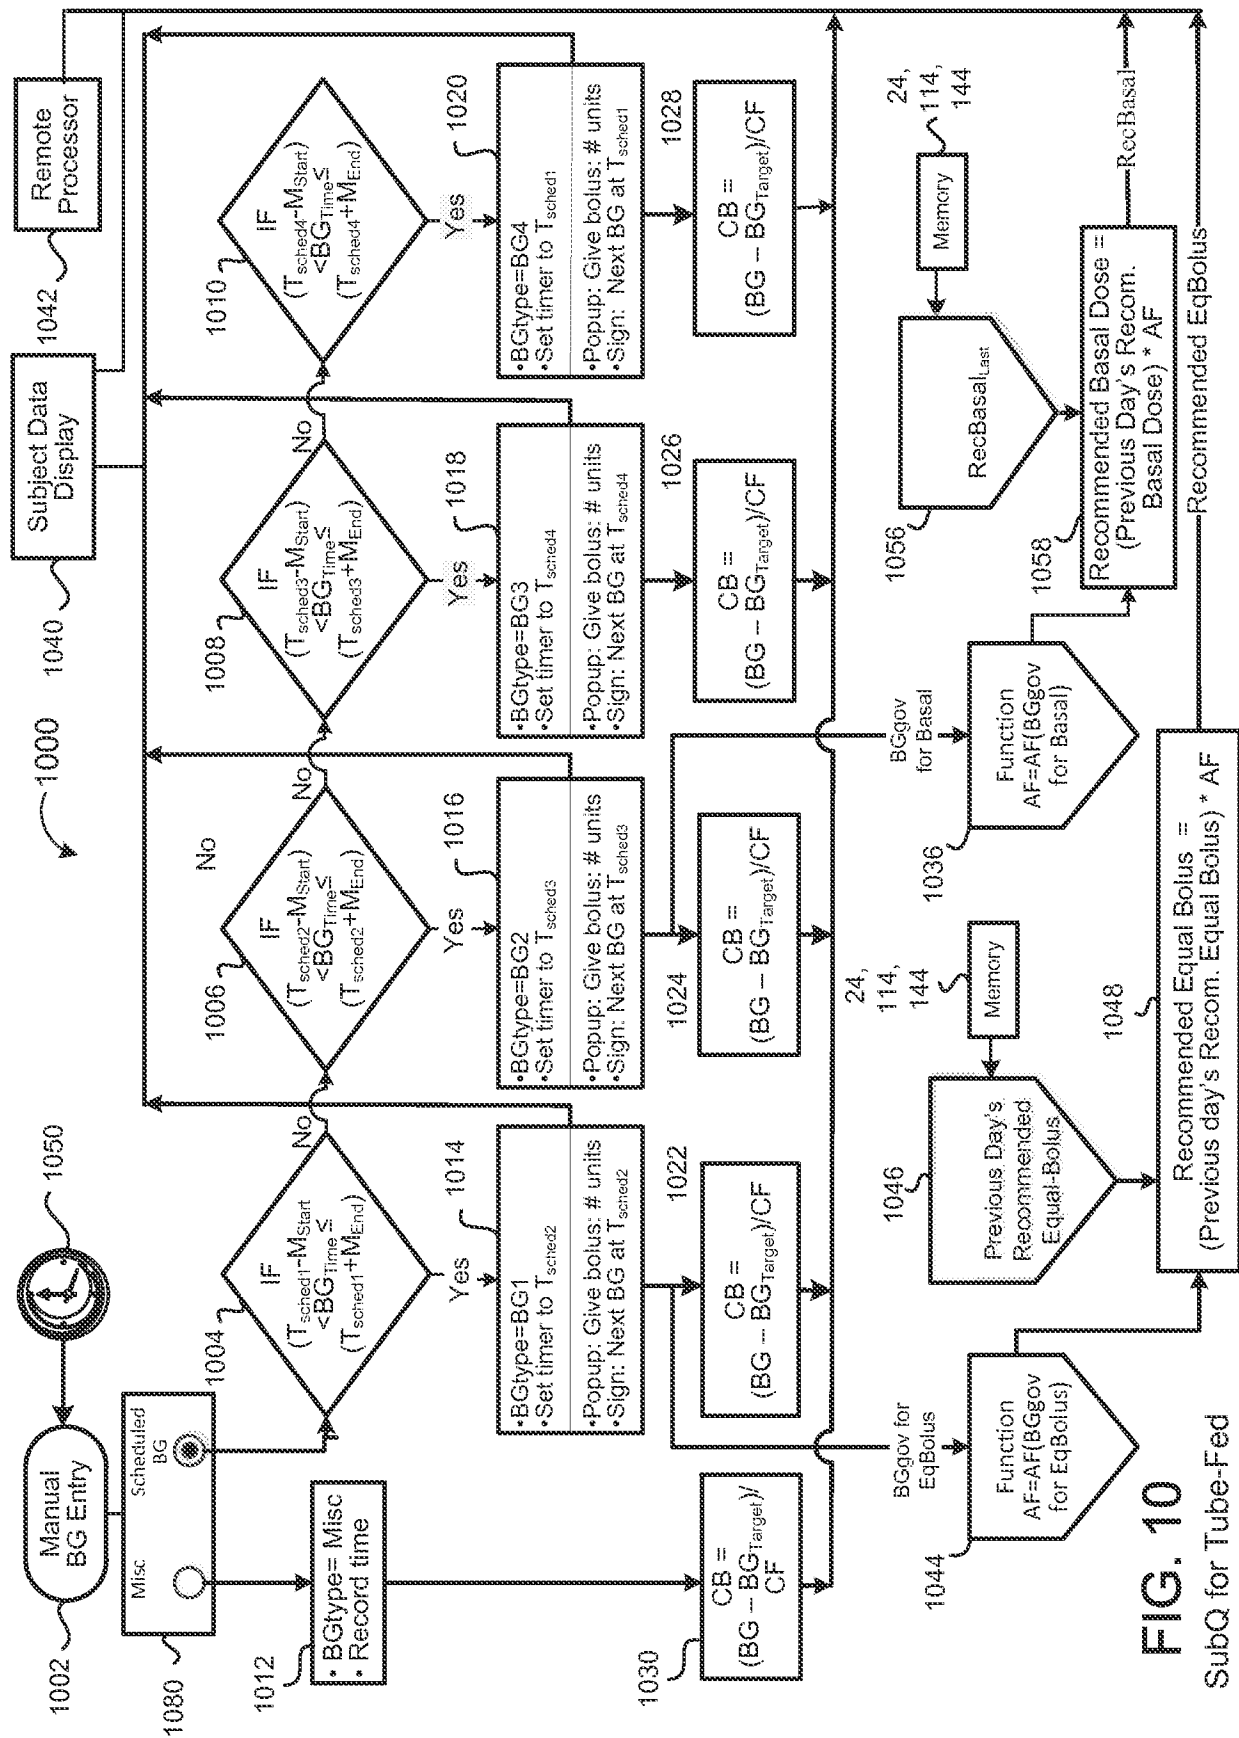 1000
1002
Manual
BG Entry
1050
1040
Subject Data
Display
1042
Remote
Processor
1080
Misc
Scheduled
BG
1004
IF
(Tsched1-MStart
<BGTime≤
(Tsched1+MEnd)
No
Yes
1006
IF
(Tsched2-MStart)
<BGTime≤
(Tsched2+MEnd)
No
No
Yes
1008
IF
(Tsched3-MStart)
<BGTime≤
(Tsched3+MEnd)
No
Yes
1010
IF
(Tsched4-MStart)
<BGTime≤
(Tsched4+MEnd)
Yes
1012
• BGtype= Misc
• Record time
1014
•BGtype=BG1
•Set timer to Tsched2
•Popup: Give bolus: # units
•Sign: Next BG at Tsched2
1016
•BGtype=BG2
•Set timer to Tsched3
•Popup: Give bolus: # units
•Sign: Next BG at Tsched3
1018
•BGtype=BG3
•Set timer to Tsched4
•Popup: Give bolus: # units
•Sign: Next BG at Tsched4
1020
•BGtype=BG4
•Set timer to Tsched1
•Popup: Give bolus: # units
•Sign: Next BG at Tsched1
1030
CB =
(BG – BGTarget)/
CF
1022
CB =
(BG – BGTarget)/CF
1024
CB =
(BG – BGTarget)/CF
1026
CB =
(BG – BGTarget)/CF
1028
CB =
(BG – BGTarget)/CF
BGgov for
EqBolus
1044
Function
AF=AF(BGgov
for EqBolus)
1046
Previous Day's
Recommended
Equal-Bolus
Memory
24,
114,
144
1048
Recommended Equal Bolus =
(Previous day's Recom. Equal Bolus) * AF
Recommended EqBolus
BGgov
for Basal
1036
Function
AF=AF(BGgov
for Basal)
1056
RecBasalLast
Memory
24,
114,
144
1058
Recommended Basal Dose =
(Previous Day's Recom.
Basal Dose) * AF
RecBasal
FIG. 10
SubQ for Tube-Fed